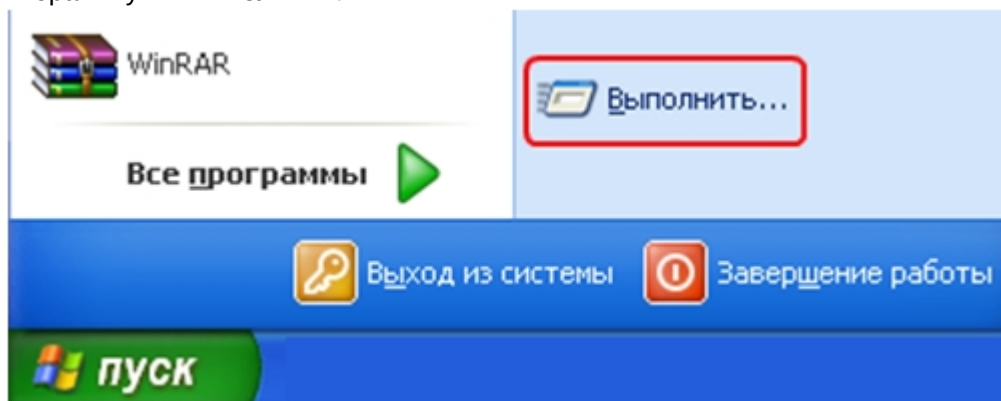 WinRAR
Выполнить...
Все программы
Выход из системы
Завершение работы
пуск